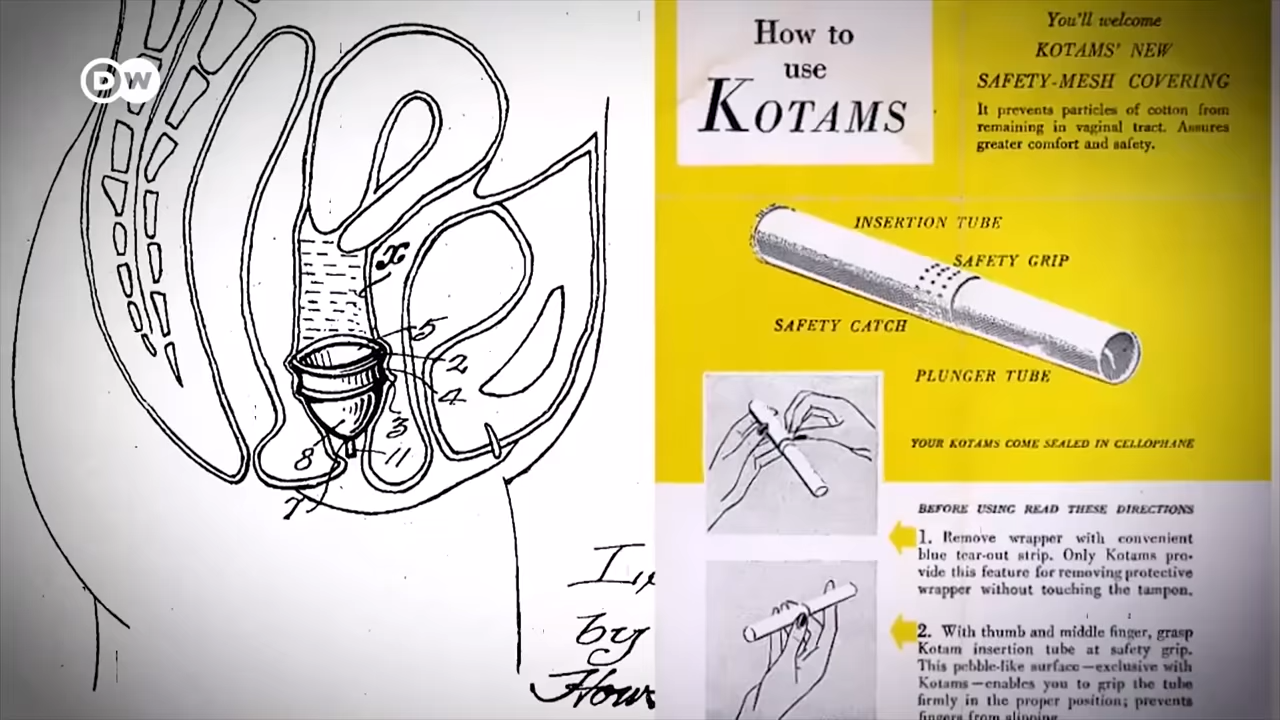 DW
x
5
2
4
3
8
11
7
by
How to
use
KOTAMS
You'll welcome
KOTAMS' NEW
SAFETY-MESH COVERING
It prevents particles of cotton from
remaining in vaginal tract. Assures
greater comfort and safety.
INSERTION TUBE
SAFETY GRIP
SAFETY CATCH
PLUNGER TUBE
YOUR KOTAMS COME SEALED IN CELLOPHANE
BEFORE USING READ THESE DIRECTIONS
1. Remove wrapper with convenient
blue tear-out strip. Only Kotams pro-
vide this feature for removing protective
wrapper without touching the tampon.
2. With thumb and middle finger, grasp
Kotam insertion tube at safety grip.
This pebble-like surface—exclusive with
Kotams—enables you to grip the tube
firmly in the proper position; prevents
fingers from slipping.